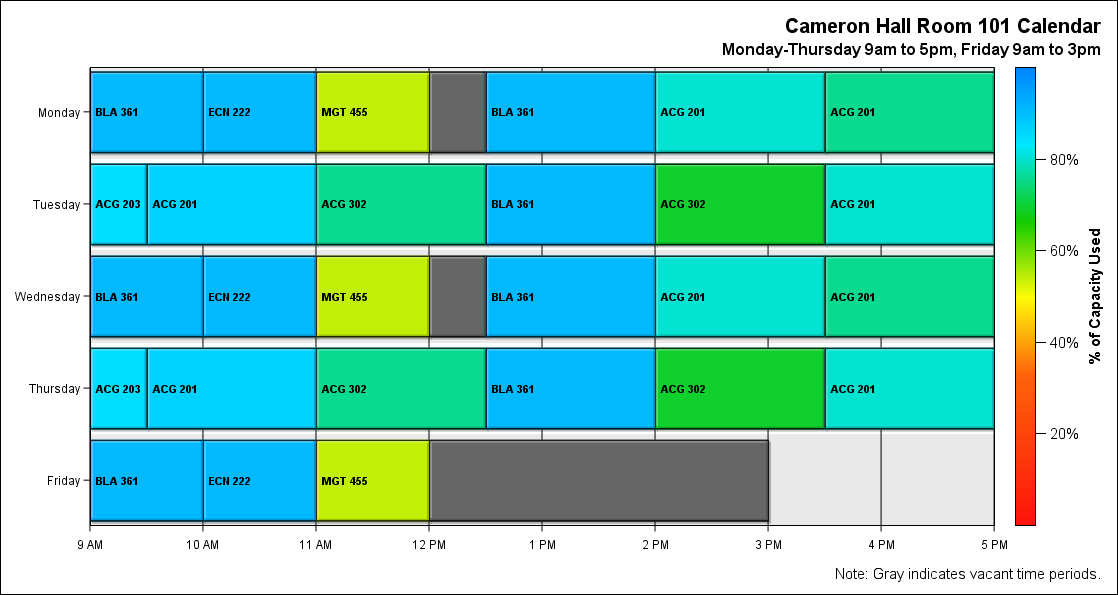 Cameron Hall Room 101 Calendar
Monday-Thursday 9am to 5pm, Friday 9am to 3pm
Monday BLA 361 ECN 222 MGT 455 BLA 361 ACG 201 ACG 201
Tuesday ACG 203 ACG 201 ACG 302 BLA 361 ACG 302 ACG 201
Wednesday BLA 361 ECN 222 MGT 455 BLA 361 ACG 201 ACG 201
Thursday ACG 203 ACG 201 ACG 302 BLA 361 ACG 302 ACG 201
Friday BLA 361 ECN 222 MGT 455
9 AM 10 AM 11 AM 12 PM 1 PM 2 PM 3 PM 4 PM 5 PM
80%
60%
40%
20%
% of Capacity Used
Note: Gray indicates vacant time periods.